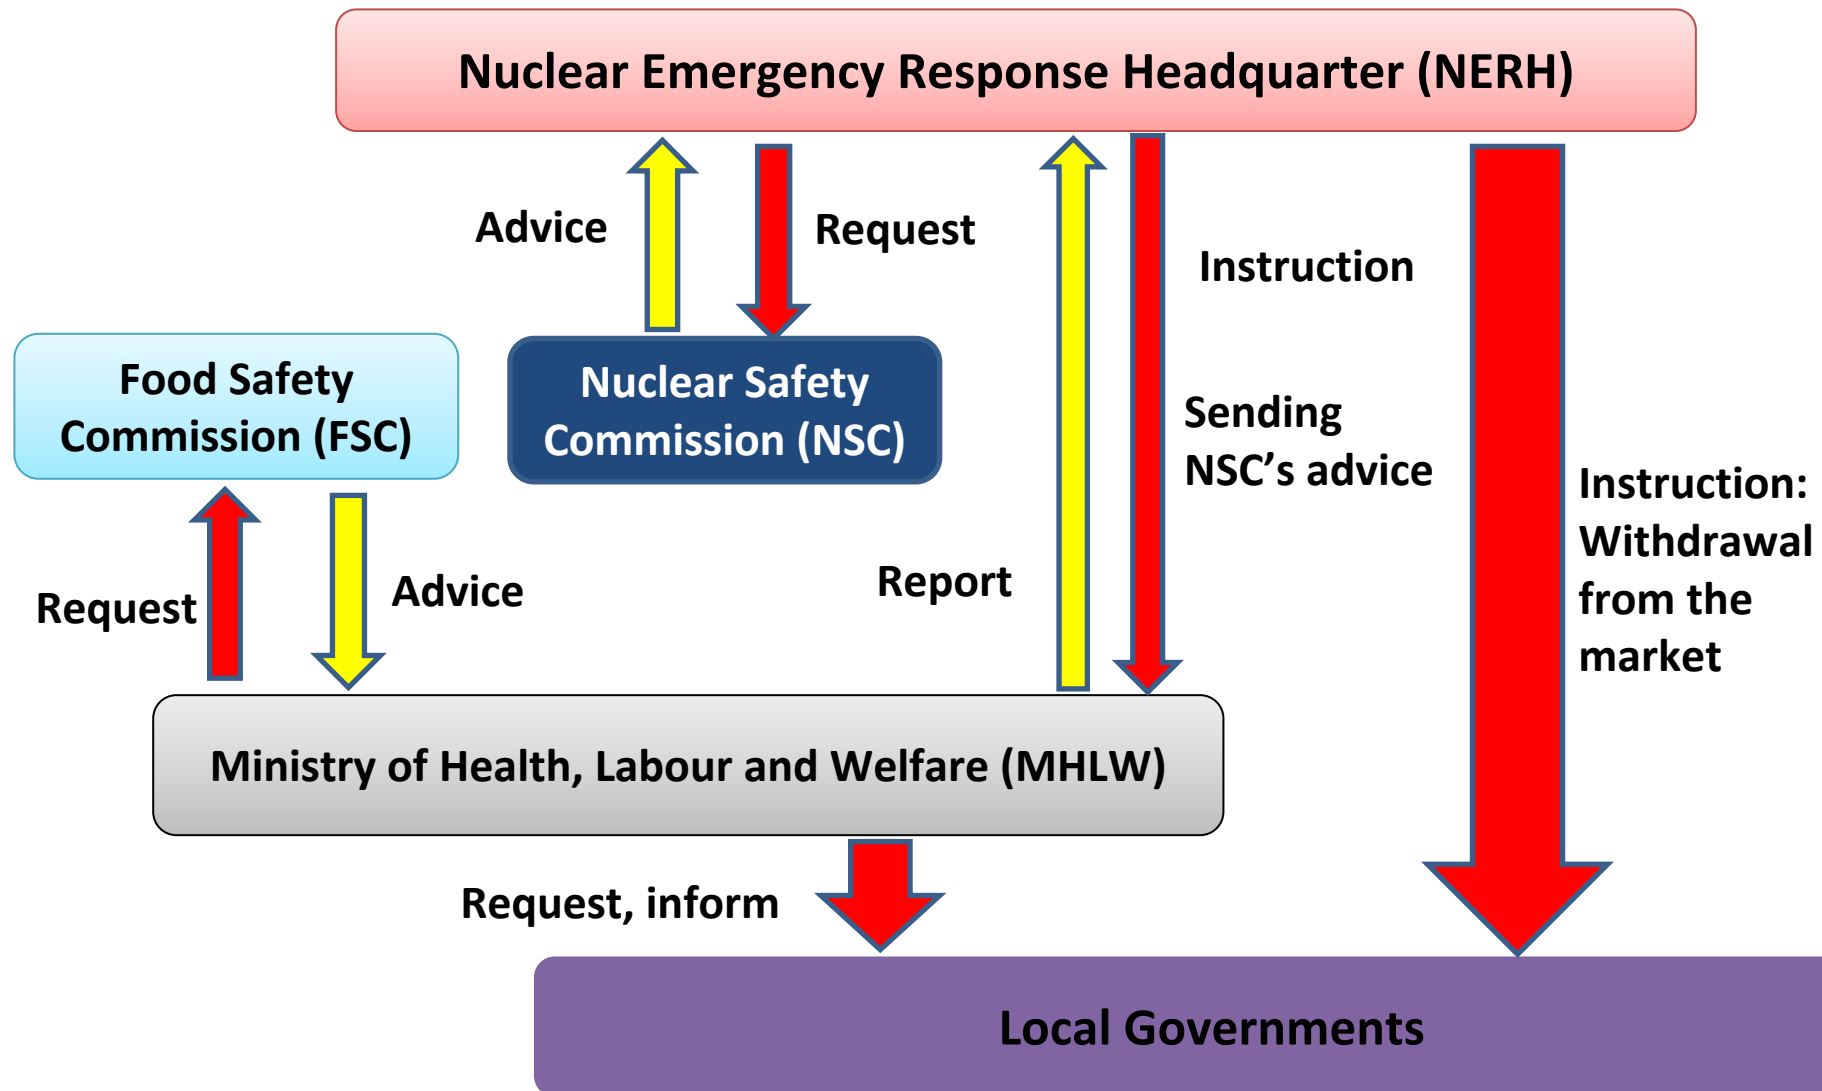 Nuclear Emergency Response Headquarter (NERH)
Advice
Request
Instruction
Food Safety
Commission (FSC)
Nuclear Safety
Commission (NSC)
Sending
NSC’s advice
Instruction:
Withdrawal
from the
market
Request
Advice
Report
Ministry of Health, Labour and Welfare (MHLW)
Request, inform
Local Governments